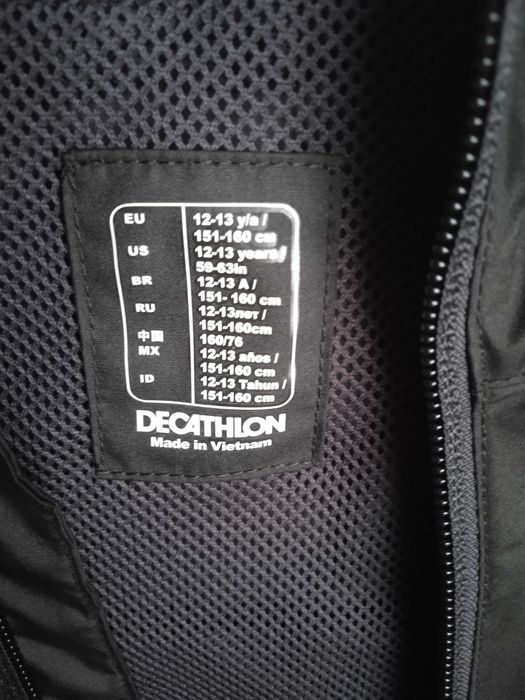 EU 12-13 y/a /
151-160 cm
US 12-13 years/
59-63in
BR 12-13 A /
151- 160 cm
RU 12-13лет /
151-160cm
中国 160/76
MX 12-13 años /
151-160 cm
ID 12-13 Tahun /
151-160 cm
DECATHLON
Made in Vietnam